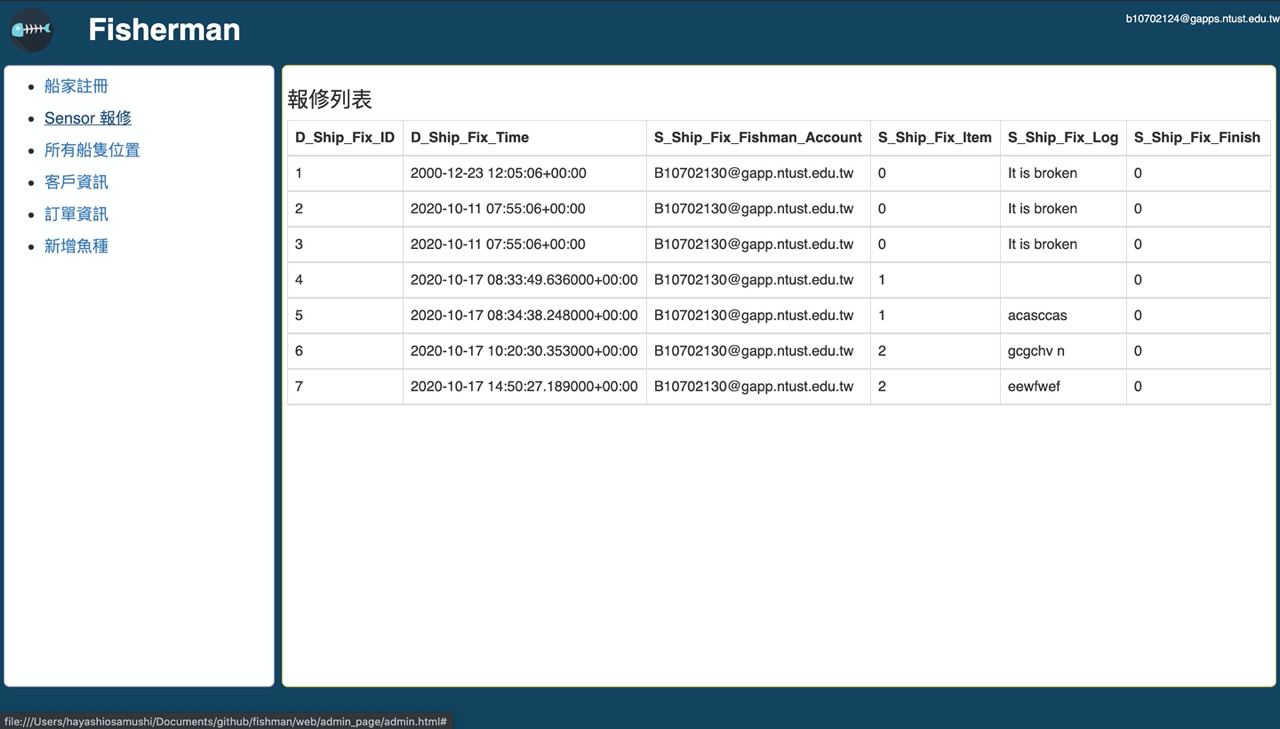 Fisherman
b10702124@gapps.ntust.edu.tw
船家註冊
Sensor 報修
所有船隻位置
客戶資訊
訂單資訊
新增魚種
報修列表
D_Ship_Fix_ID D_Ship_Fix_Time S_Ship_Fix_Fishman_Account S_Ship_Fix_Item S_Ship_Fix_Log S_Ship_Fix_Finish
1 2000-12-23 12:05:06+00:00 B10702130@gapp.ntust.edu.tw 0 It is broken 0
2 2020-10-11 07:55:06+00:00 B10702130@gapp.ntust.edu.tw 0 It is broken 0
3 2020-10-11 07:55:06+00:00 B10702130@gapp.ntust.edu.tw 0 It is broken 0
4 2020-10-17 08:33:49.636000+00:00 B10702130@gapp.ntust.edu.tw 1 0
5 2020-10-17 08:34:38.248000+00:00 B10702130@gapp.ntust.edu.tw 1 acasccas 0
6 2020-10-17 10:20:30.353000+00:00 B10702130@gapp.ntust.edu.tw 2 gcgchv n 0
7 2020-10-17 14:50:27.189000+00:00 B10702130@gapp.ntust.edu.tw 2 eewfwef 0
file:///Users/hayashiosamushi/Documents/github/fishman/web/admin_page/admin.html#